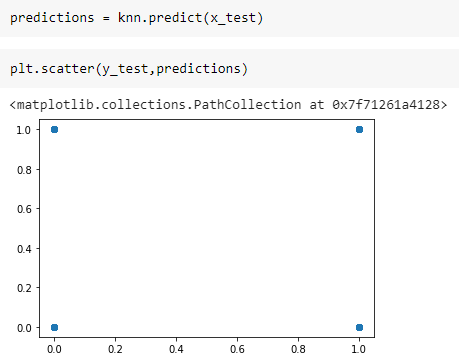 predictions = knn.predict(x_test)
plt.scatter(y_test,predictions)
<matplotlib.collections.PathCollection at 0x7f71261a4128>
1.0
0.8
0.6
0.4
0.2
0.0
0.0 0.2 0.4 0.6 0.8 1.0